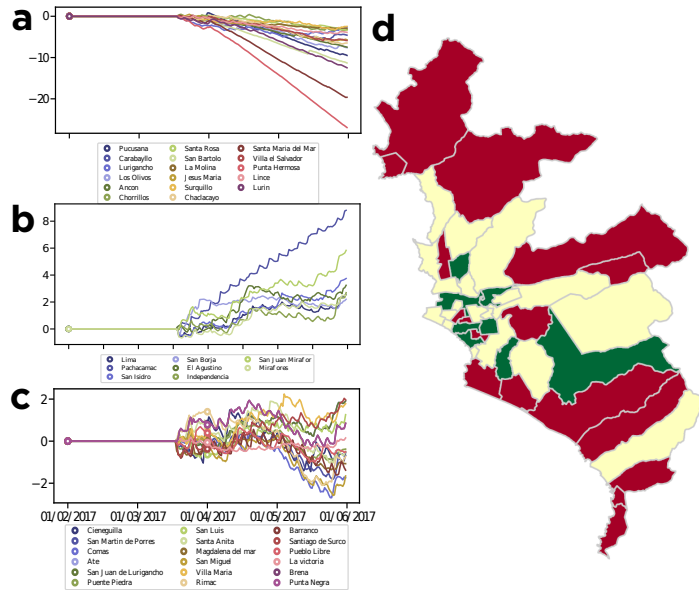 a
d
0
−10
−20
Pucusana Santa Rosa Santa Maria del Mar
Carabayllo San Bartolo Villa el Salvador
Lurigancho La Molina Punta Hermosa
Los Olivos Jesus Maria Lince
Ancon Surquillo Lurin
Chorrillos Chaclacayo
b
8
6
4
2
0
Lima San Borja San Juan Miraflor
Pachacamac El Agustino Mirafores
San Isidro Independencia
c
2
0
−2
01/02/2017 01/03/2017 01/04/2017 01/05/2017 01/06/2017
Cieneguilla San Luis Barranco
San Martin de Porres Santa Anita Santiago de Surco
Comas Magdalena del mar Pueblo Libre
Ate San Miguel La victoria
San Juan de Lurigancho Villa Maria Brena
Puente Piedra Rimac Punta Negra